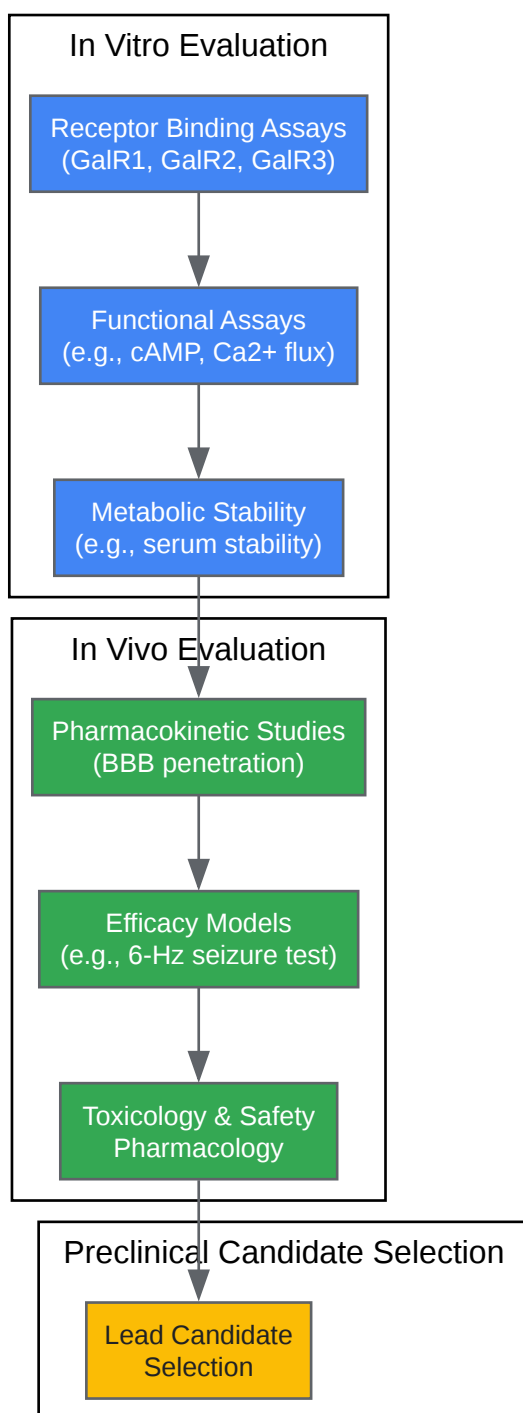 In Vitro Evaluation
Receptor Binding Assays
(GalR1, GalR2, GalR3)
Functional Assays
(e.g., cAMP, Ca2+ flux)
Metabolic Stability
(e.g., serum stability)
In Vivo Evaluation
Pharmacokinetic Studies
(BBB penetration)
Efficacy Models
(e.g., 6-Hz seizure test)
Toxicology & Safety
Pharmacology
Preclinical Candidate Selection
Lead Candidate
Selection